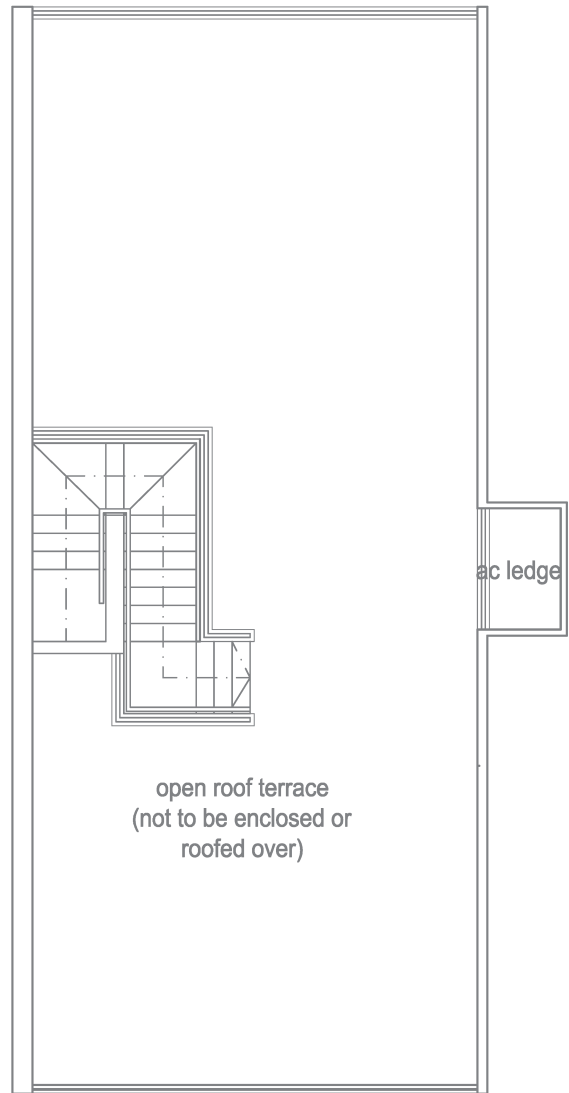 ac ledge
open roof terrace
(not to be enclosed or
roofed over)